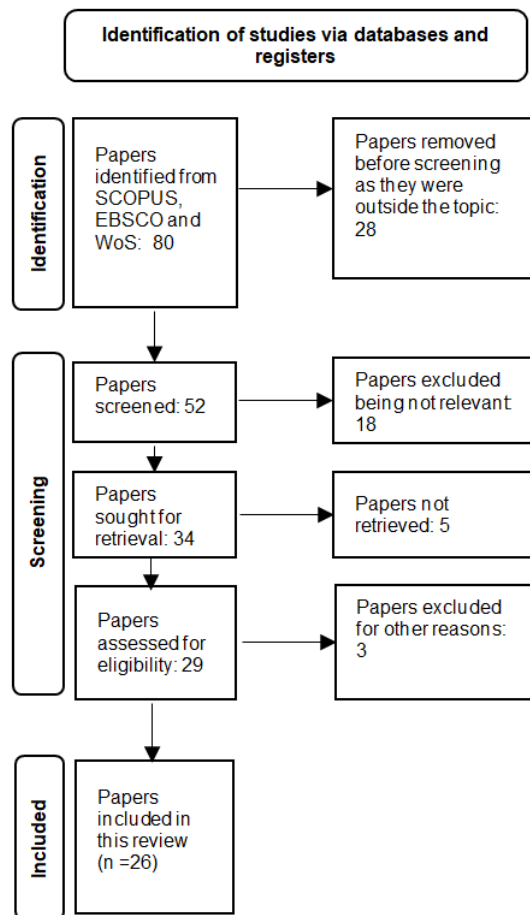 Identification of studies via databases and
registers
Identification
Papers
identified from
SCOPUS,
EBSCO and
WoS: 80
Papers removed
before screening
as they were
outside the topic:
28
Screening
Papers
screened: 52
Papers excluded
being not relevant:
18
Papers
sought for
retrieval: 34
Papers not
retrieved: 5
Papers
assessed for
eligibility: 29
Papers excluded
for other reasons:
3
Included
Papers
included in
this review
(n =26)